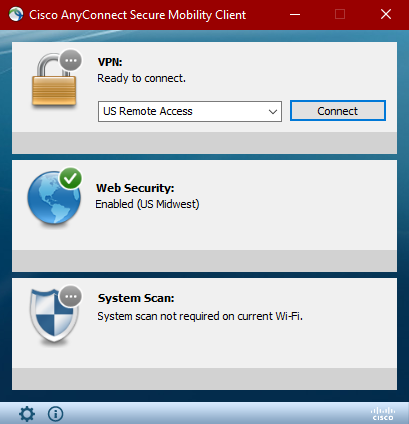 Cisco AnyConnect Secure Mobility Client
VPN:
Ready to connect.
US Remote Access
Connect
Web Security:
Enabled (US Midwest)
System Scan:
System scan not required on current Wi-Fi.
cisco